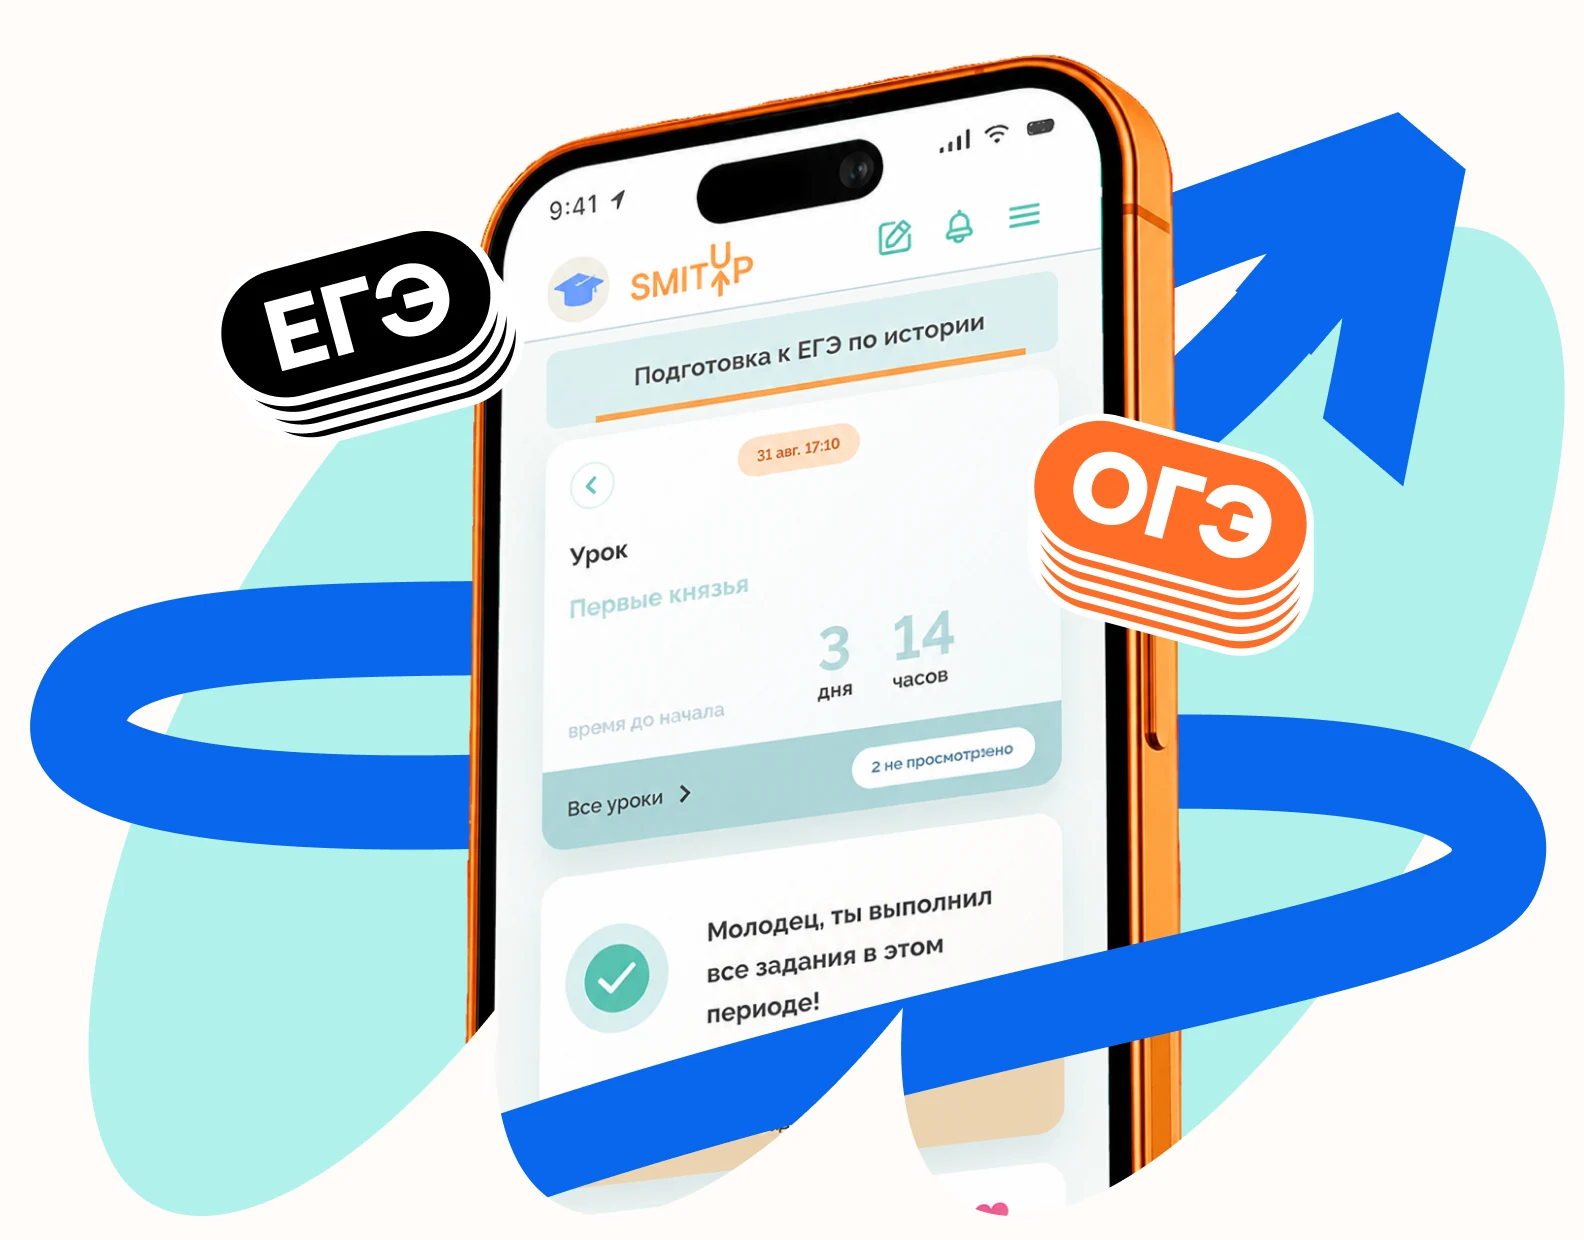 9:41
SMITUP
ЕГЭ
Подготовка к ЕГЭ по истории
31 авг. 17:10
ОГЭ
Урок
Первые князья
3 14
дня часов
время до начала
Все уроки
2 не просмотрено
Молодец, ты выполнил
все задания в этом
периоде!